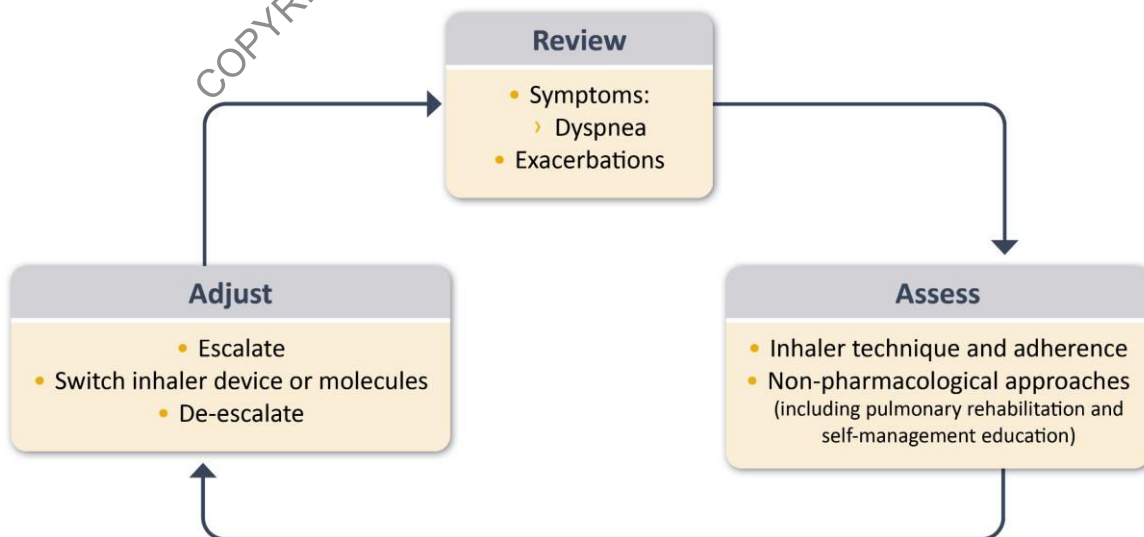 COPYR
Review
• Symptoms:
› Dyspnea
• Exacerbations
Adjust
• Escalate
• Switch inhaler device or molecules
• De-escalate
Assess
• Inhaler technique and adherence
• Non-pharmacological approaches
(including pulmonary rehabilitation and
self-management education)